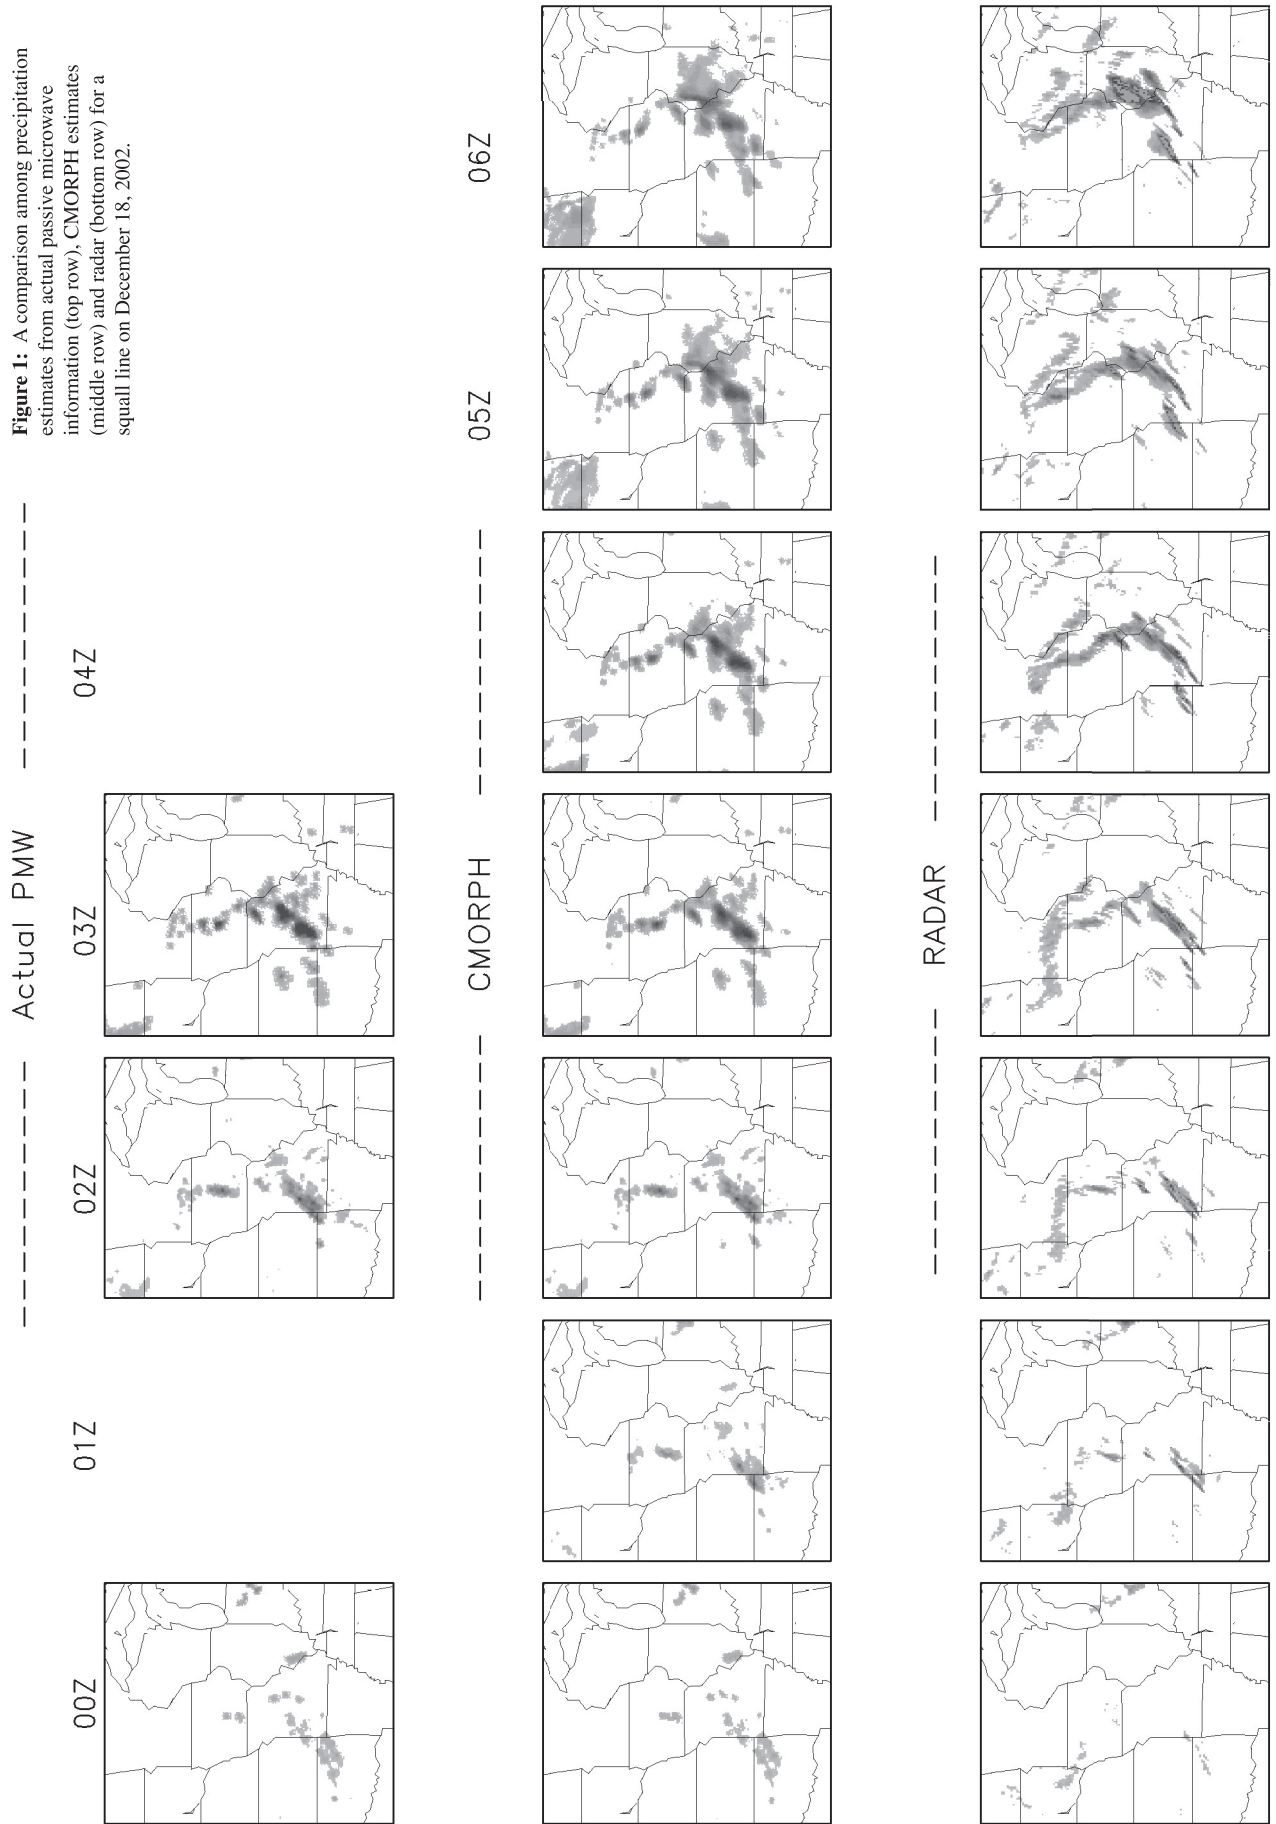 Actual PMW
00Z 01Z 02Z 03Z 04Z
Figure 1: A comparison among precipitation
estimates from actual passive microwave
information (top row), CMORPH estimates
(middle row) and radar (bottom row) for a
squall line on December 18, 2002.
05Z 06Z
CMORPH
RADAR